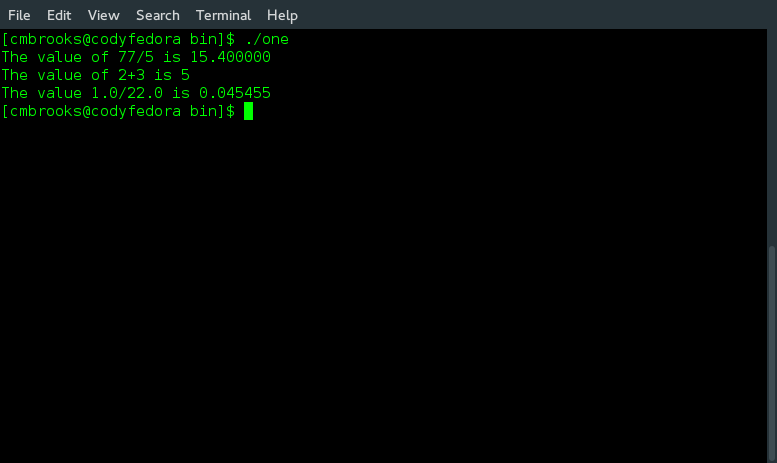 File Edit View Search Terminal Help
[cmbrooks@codyfedora bin]$ ./one
The value of 77/5 is 15.400000
The value of 2+3 is 5
The value 1.0/22.0 is 0.045455
[cmbrooks@codyfedora bin]$